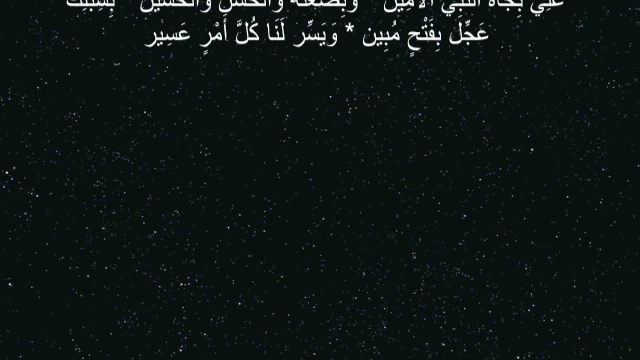 عَنِّي بِجَاهِ النَّبِيِّ الأَمِين * وَبِضْعَتِهْ وَالحَسَنْ وَالحُسَين *
عَجِّلْ بِفَتْحٍ مُبِين * وَيَسِّر لَنَا كُلَّ أَمْرٍ عَسِير